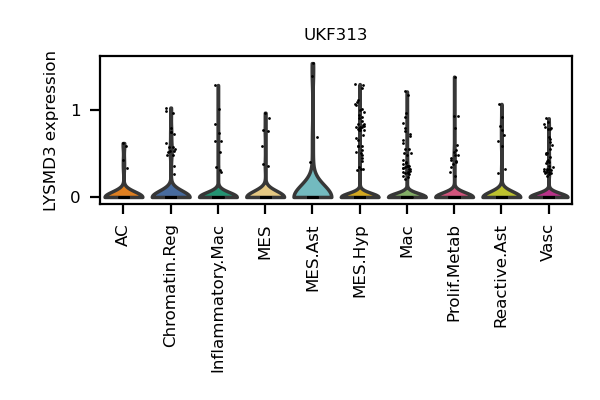 UKF313
LYSMD3 expression
1
0
AC
Chromatin.Reg
Inflammatory.Mac
MES
MES.Ast
MES.Hyp
Mac
Prolif.Metab
Reactive.Ast
Vasc